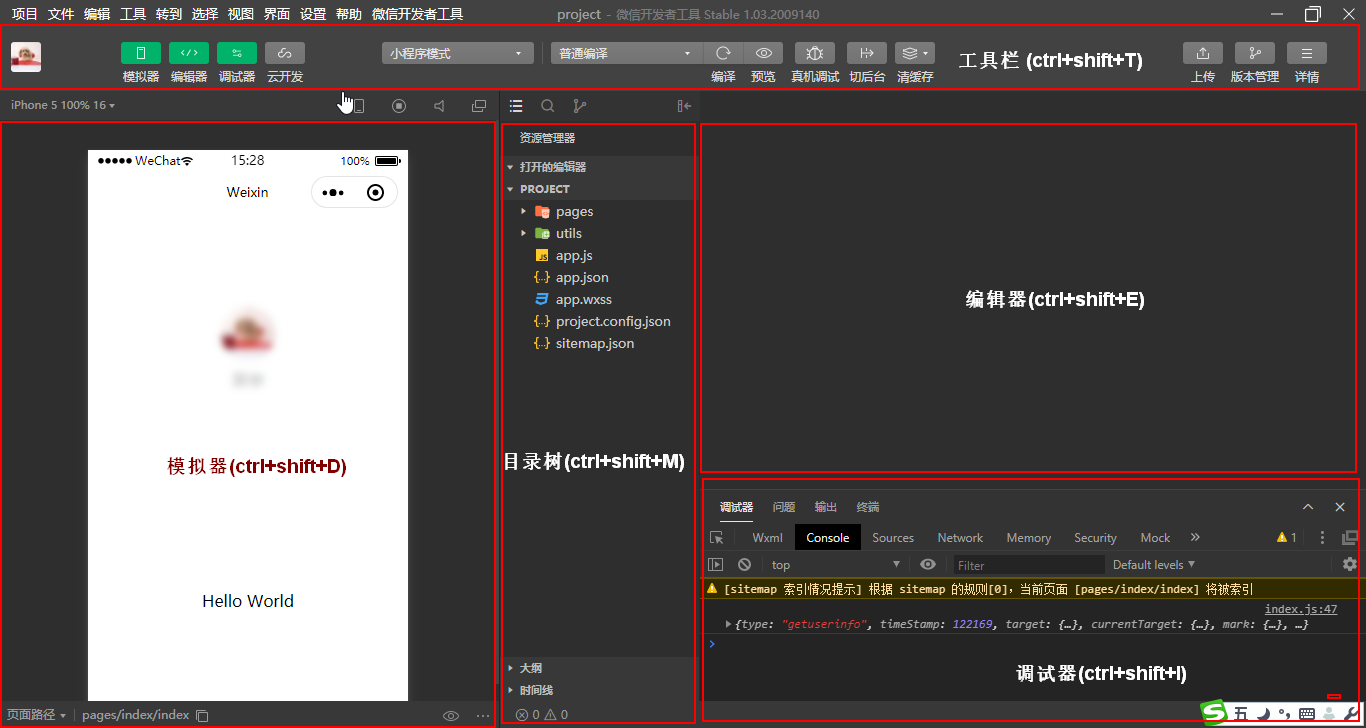 项目 文件 编辑 工具 转到 选择 视图 界面 设置 帮助 微信开发者工具 project - 微信开发者工具 Stable 1.03.2009140
模拟器 编辑器 调试器 云开发
小程序模式 普通编译
编译 预览 真机调试 切后台 清缓存
工具栏 (ctrl+shift+T)
上传 版本管理 详情
iPhone 5 100% 16
WeChat 15:28 100%
Weixin
模拟器(ctrl+shift+D)
Hello World
页面路径 pages/index/index
资源管理器
打开的编辑器
PROJECT
pages
utils
JS app.js
{..} app.json
app.wxss
{..} project.config.json
{..} sitemap.json
目录树(ctrl+shift+M)
大纲
时间线
0 0
编辑器(ctrl+shift+E)
调试器 问题 输出 终端
Wxml Console Sources Network Memory Security Mock » 1
top Filter Default levels
[sitemap 索引情况提示] 根据 sitemap 的规则[0]，当前页面 [pages/index/index] 将被索引
index.js:47
{type: "getuserinfo", timeStamp: 122169, target: {…}, currentTarget: {…}, mark: {…}, …}
调试器(ctrl+shift+I)
S 五